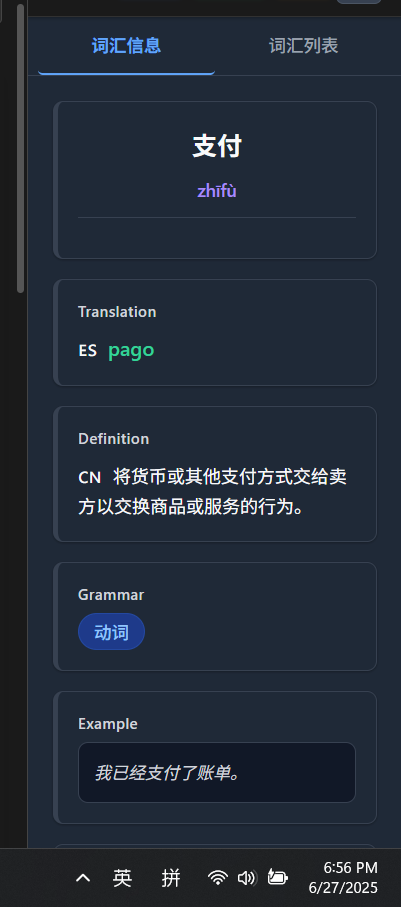 词汇信息 词汇列表
支付
zhīfù
Translation
ES pago
Definition
CN 将货币或其他支付方式交给卖
方以交换商品或服务的行为。
Grammar
动词
Example
我已经支付了账单。
英 拼 6:56 PM
6/27/2025